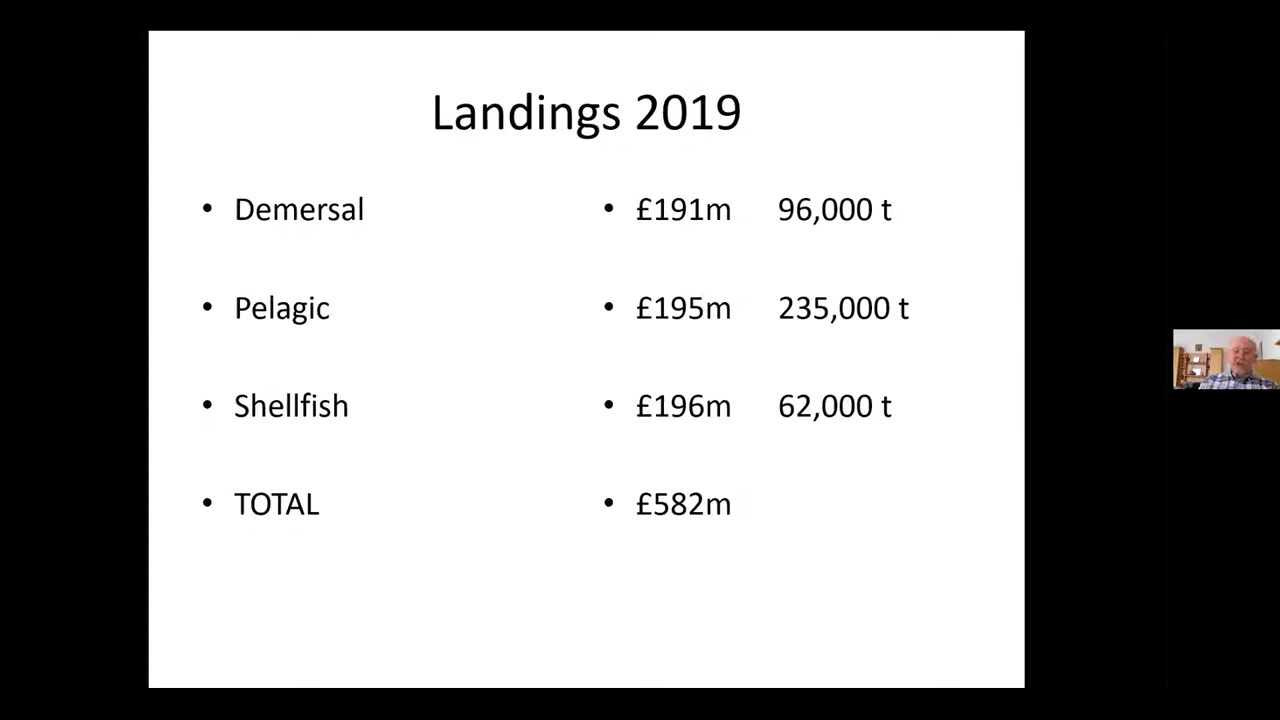 Landings 2019
• Demersal • £191m 96,000 t
• Pelagic • £195m 235,000 t
• Shellfish • £196m 62,000 t
• TOTAL • £582m